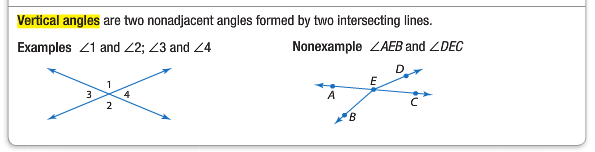 Vertical angles are two nonadjacent angles formed by two intersecting lines.
Examples ∠1 and ∠2; ∠3 and ∠4
Nonexample ∠AEB and ∠DEC
1
3
4
2
D
E
A
C
B